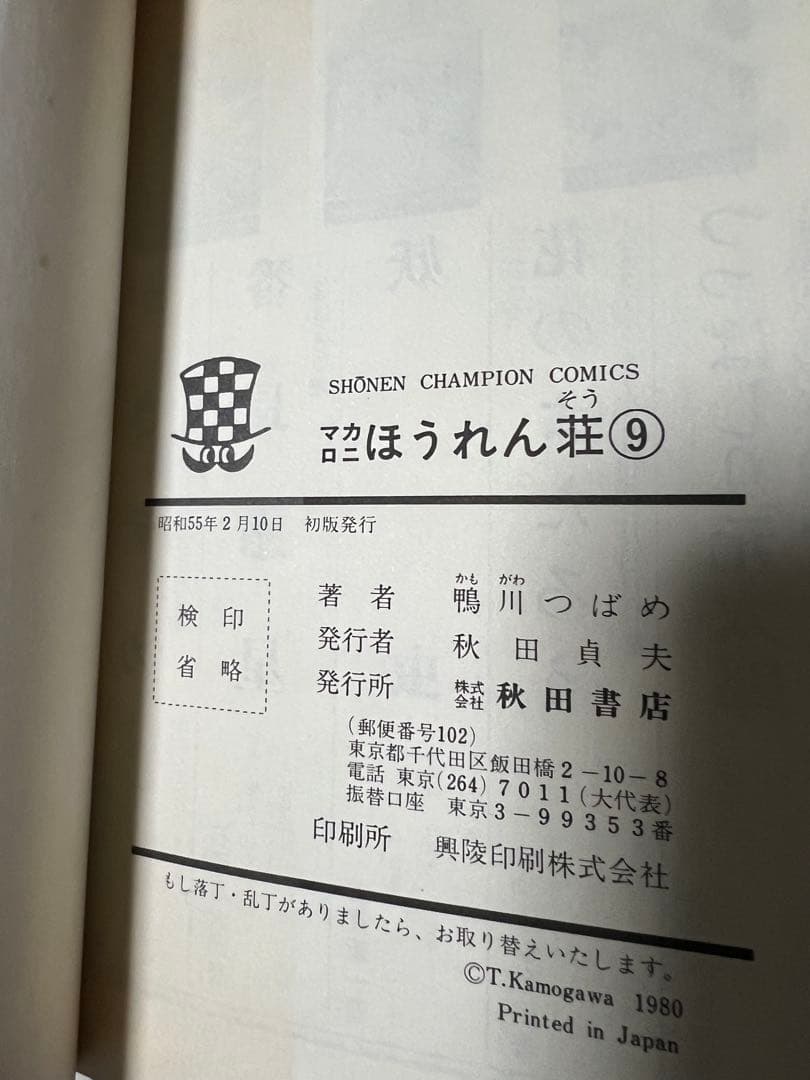 SHŌNEN CHAMPION COMICS
そう
マカロニほうれん荘⑨
昭和55年2月10日 初版発行
検印
省略
かも がわ
著者 鴨川つばめ
発行者 秋田貞夫
発行所 株式会社 秋田書店
(郵便番号102)
東京都千代田区飯田橋2-10-8
電話 東京(264)7011(大代表)
振替口座 東京3-99353番
印刷所 興陵印刷株式会社
もし落丁・乱丁がありましたら、お取り替えいたします。
©T.Kamogawa 1980
Printed in Japan